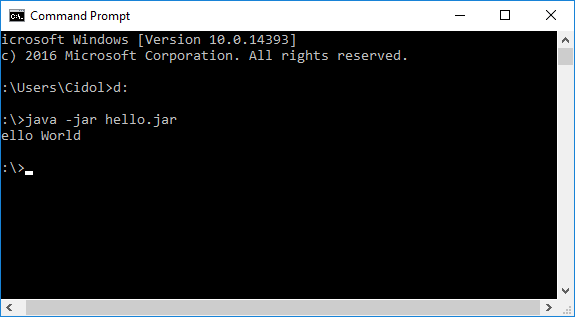 Command Prompt
icrosoft Windows [Version 10.0.14393]
c) 2016 Microsoft Corporation. All rights reserved.
:\Users\Cidol>d:
:\>java -jar hello.jar
ello World
:\>